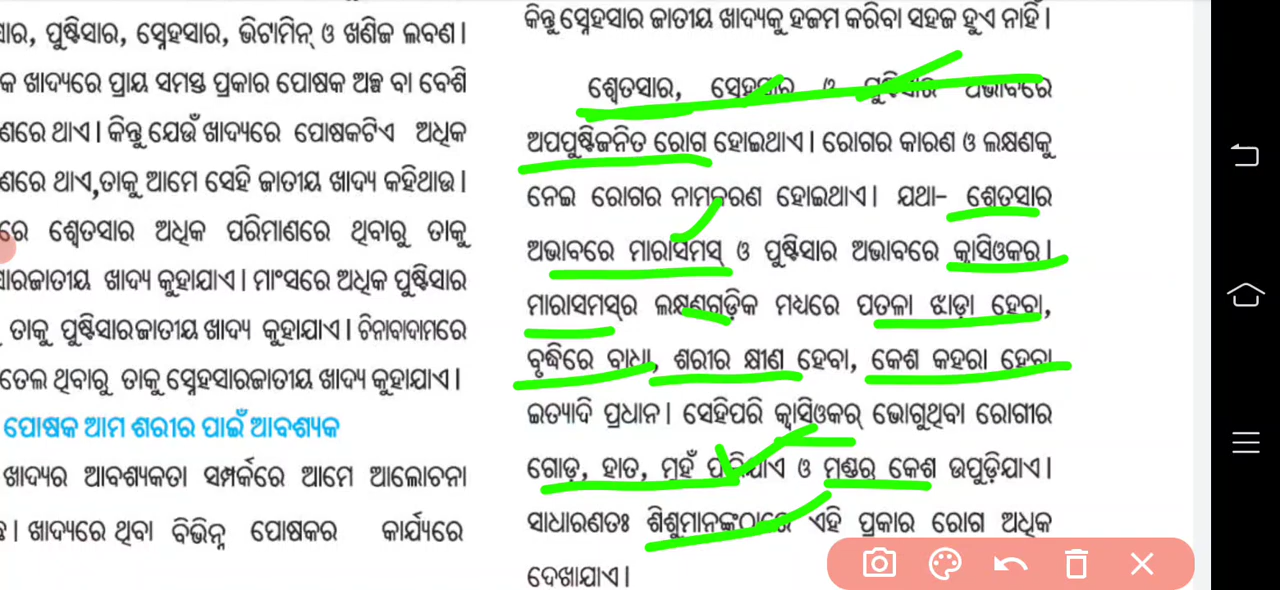 ସାର, ପୁଷ୍ଟିସାର, ସ୍ନେହସାର, ଭିଟାମିନ୍ ଓ ଖଣିଜ ଲବଣ।
କ ଖାଦ୍ୟରେ ପ୍ରାୟ ସମସ୍ତ ପ୍ରକାର ପୋଷକ ଅଳ୍ପ ବା ବେଶି
ଣରେ ଥାଏ। କିନ୍ତୁ ଯେଉଁ ଖାଦ୍ୟରେ ପୋଷକଟିଏ ଅଧିକ
ଣରେ ଥାଏ,ତାକୁ ଆମେ ସେହି ଜାତୀୟ ଖାଦ୍ୟ କହିଥାଉ।
ରେ ଶ୍ୱେତସାର ଅଧିକ ପରିମାଣରେ ଥିବାରୁ ତାକୁ
ସାରଜାତୀୟ ଖାଦ୍ୟ କୁହାଯାଏ। ମାଂସରେ ଅଧିକ ପୁଷ୍ଟିସାର
ତାକୁ ପୁଷ୍ଟିସାରଜାତୀୟ ଖାଦ୍ୟ କୁହାଯାଏ। ଚିନାବାଦାମରେ
ତେଲ ଥିବାରୁ ତାକୁ ସ୍ନେହସାରଜାତୀୟ ଖାଦ୍ୟ କୁହାଯାଏ।
ପୋଷକ ଆମ ଶରୀର ପାଇଁ ଆବଶ୍ୟକ
ଖାଦ୍ୟର ଆବଶ୍ୟକତା ସମ୍ପର୍କରେ ଆମେ ଆଲୋଚନା
। ଖାଦ୍ୟରେ ଥିବା ବିଭିନ୍ନ ପୋଷକର କାର୍ଯ୍ୟରେ
କିନ୍ତୁ ସ୍ନେହସାର ଜାତୀୟ ଖାଦ୍ୟକୁ ହଜମ କରିବା ସହଜ ହୁଏ ନାହିଁ।
ଶ୍ୱେତସାର, ସ୍ନେହସାର ଓ ପୁଷ୍ଟିସାର ଅଭାବରେ
ଅପପୁଷ୍ଟିଜନିତ ରୋଗ ହୋଇଥାଏ। ରୋଗର କାରଣ ଓ ଲକ୍ଷଣକୁ
ନେଇ ରୋଗର ନାମକରଣ ହୋଇଥାଏ। ଯଥା- ଶ୍ୱେତସାର
ଅଭାବରେ ମାରାସମସ୍ ଓ ପୁଷ୍ଟିସାର ଅଭାବରେ କ୍ୱାସିଓକର।
ମାରାସମସ୍‌ର ଲକ୍ଷଣଗୁଡ଼ିକ ମଧ୍ୟରେ ପତଳା ଝାଡ଼ା ହେବା,
ବୃଦ୍ଧିରେ ବାଧା, ଶରୀର କ୍ଷୀଣ ହେବା, କେଶ କହରା ହେବା
ଇତ୍ୟାଦି ପ୍ରଧାନ। ସେହିପରି କ୍ୱାସିଓକର୍ ଭୋଗୁଥିବା ରୋଗୀର
ଗୋଡ଼, ହାତ, ମୁହଁ ଫୁଲିଯାଏ ଓ ମୁଣ୍ଡର କେଶ ଉପୁଡ଼ିଯାଏ।
ସାଧାରଣତଃ ଶିଶୁମାନଙ୍କଠାରେ ଏହି ପ୍ରକାର ରୋଗ ଅଧିକ
ଦେଖାଯାଏ।